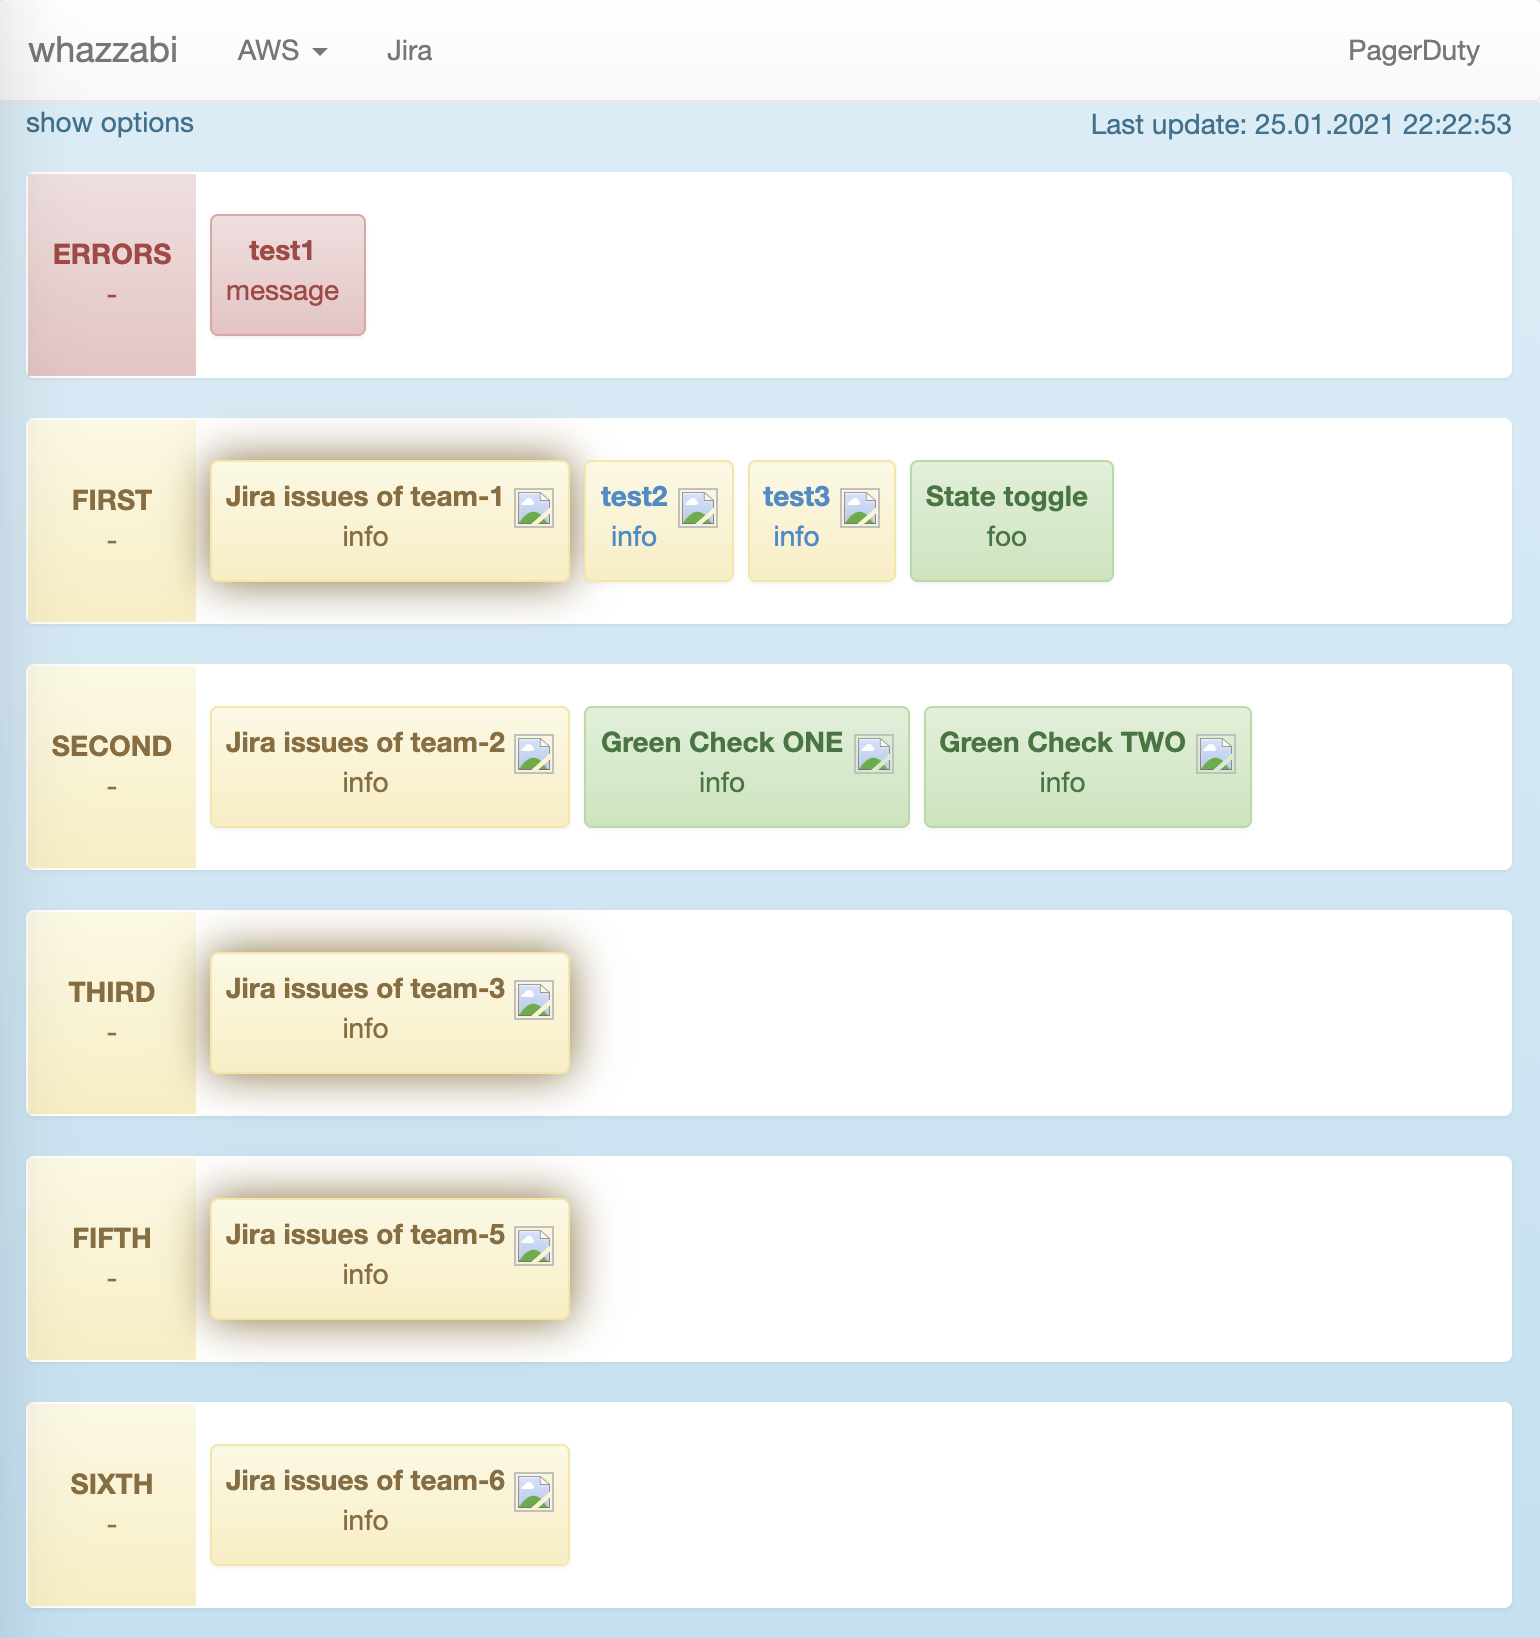 whazzabi AWS Jira PagerDuty
show options Last update: 25.01.2021 22:22:53
ERRORS
-
test1
message
FIRST
-
Jira issues of team-1
info
test2
info
test3
info
State toggle
foo
SECOND
-
Jira issues of team-2
info
Green Check ONE
info
Green Check TWO
info
THIRD
-
Jira issues of team-3
info
FIFTH
-
Jira issues of team-5
info
SIXTH
-
Jira issues of team-6
info